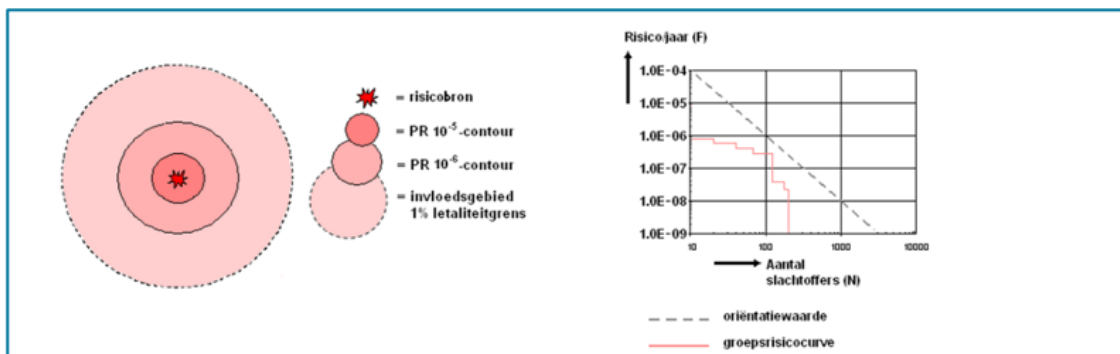 = risicobron
= PR 10⁻⁵-contour
= PR 10⁻⁶-contour
= invloedsgebied
1% letaliteitgrens
Risico/jaar (F)
1.0E-04
1.0E-05
1.0E-06
1.0E-07
1.0E-08
1.0E-09
10 100 1000 10000
Aantal
slachtoffers (N)
oriëntatiewaarde
groepsrisicocurve